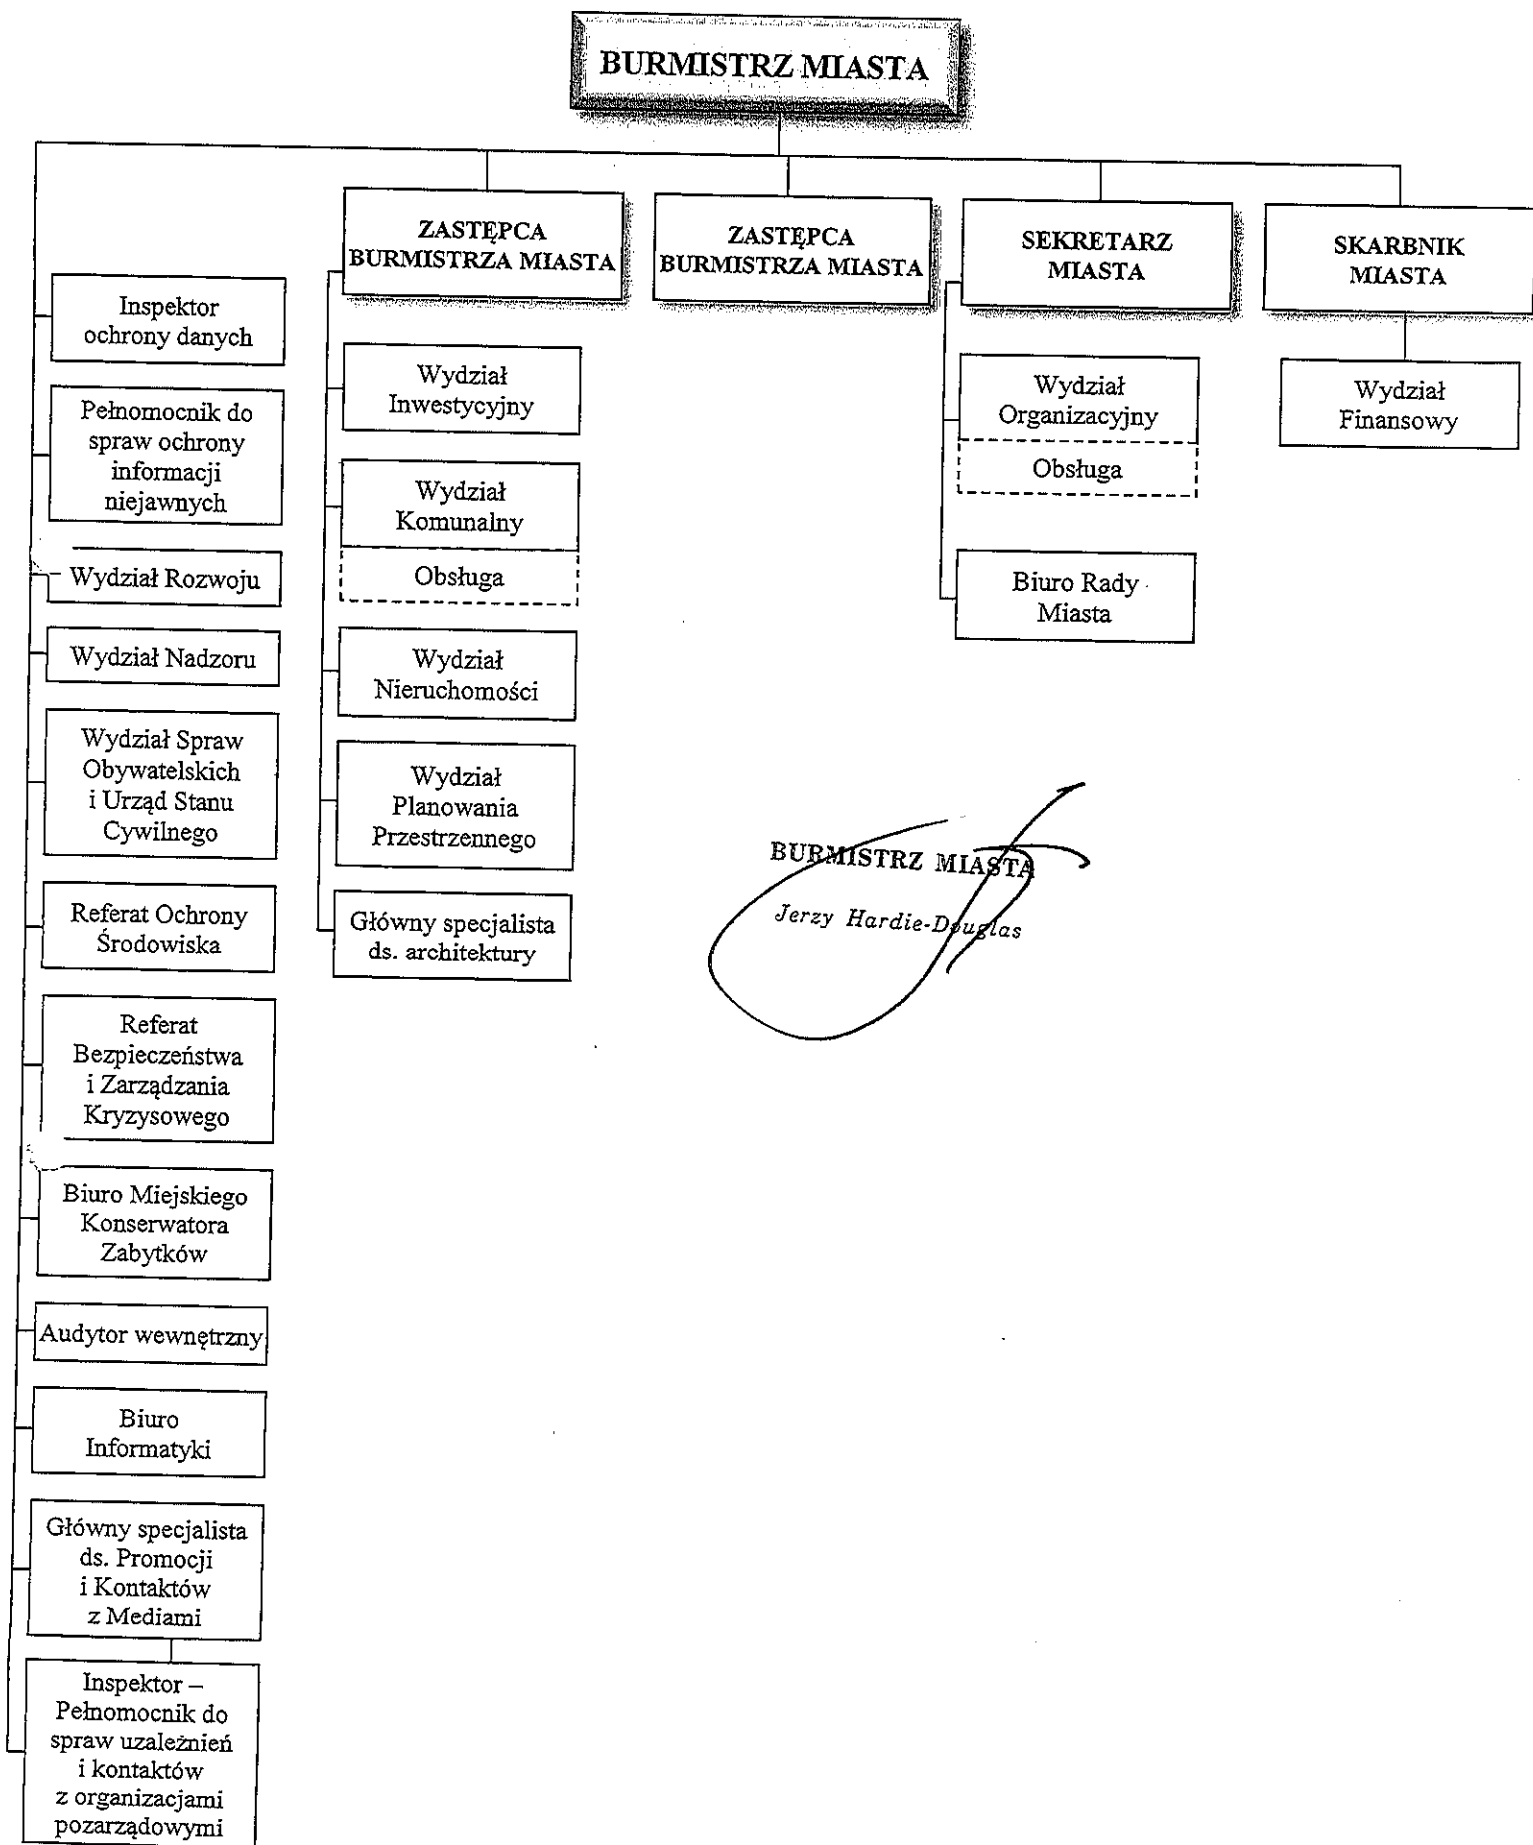 BURMISTRZ MIASTA
ZASTĘPCA
BURMISTRZA MIASTA
ZASTĘPCA
BURMISTRZA MIASTA
SEKRETARZ
MIASTA
SKARBNIK
MIASTA
Inspektor
ochrony danych
Pełnomocnik do
spraw ochrony
informacji
niejawnych
Wydział Rozwoju
Wydział Nadzoru
Wydział Spraw
Obywatelskich
i Urząd Stanu
Cywilnego
Referat Ochrony
Środowiska
Referat
Bezpieczeństwa
i Zarządzania
Kryzysowego
Biuro Miejskiego
Konserwatora
Zabytków
Audytor wewnętrzny
Biuro
Informatyki
Główny specjalista
ds. Promocji
i Kontaktów
z Mediami
Inspektor –
Pełnomocnik do
spraw uzależnień
i kontaktów
z organizacjami
pozarządowymi
Wydział
Inwestycyjny
Wydział
Komunalny
Obsługa
Wydział
Nieruchomości
Wydział
Planowania
Przestrzennego
Główny specjalista
ds. architektury
Wydział
Organizacyjny
Obsługa
Biuro Rady
Miasta
Wydział
Finansowy
BURMISTRZ MIASTA
Jerzy Hardie-Douglas